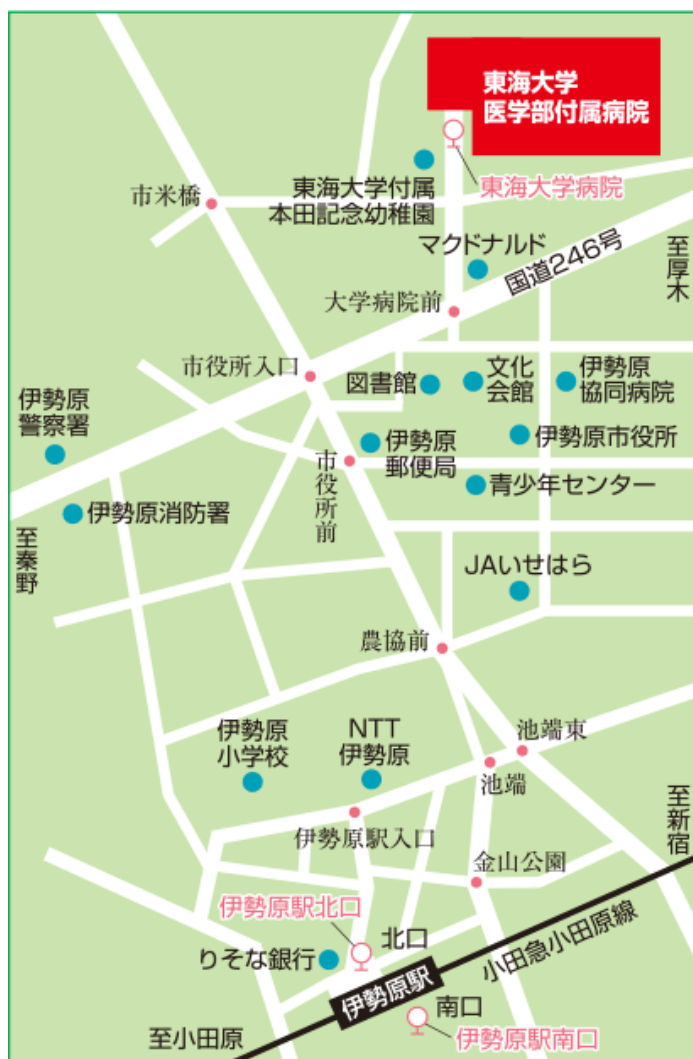 東海大学
医学部付属病院
東海大学病院
東海大学付属
本田記念幼稚園
市米橋
マクドナルド
国道246号
至厚木
大学病院前
市役所入口
図書館
文化
会館
伊勢原
協同病院
伊勢原
警察署
伊勢原
郵便局
伊勢原市役所
市役所前
青少年センター
伊勢原消防署
至秦野
JAいせはら
農協前
伊勢原
小学校
NTT
伊勢原
池端東
池端
至新宿
伊勢原駅入口
金山公園
伊勢原駅北口
北口
りそな銀行
小田急小田原線
伊勢原駅
南口
至小田原
伊勢原駅南口